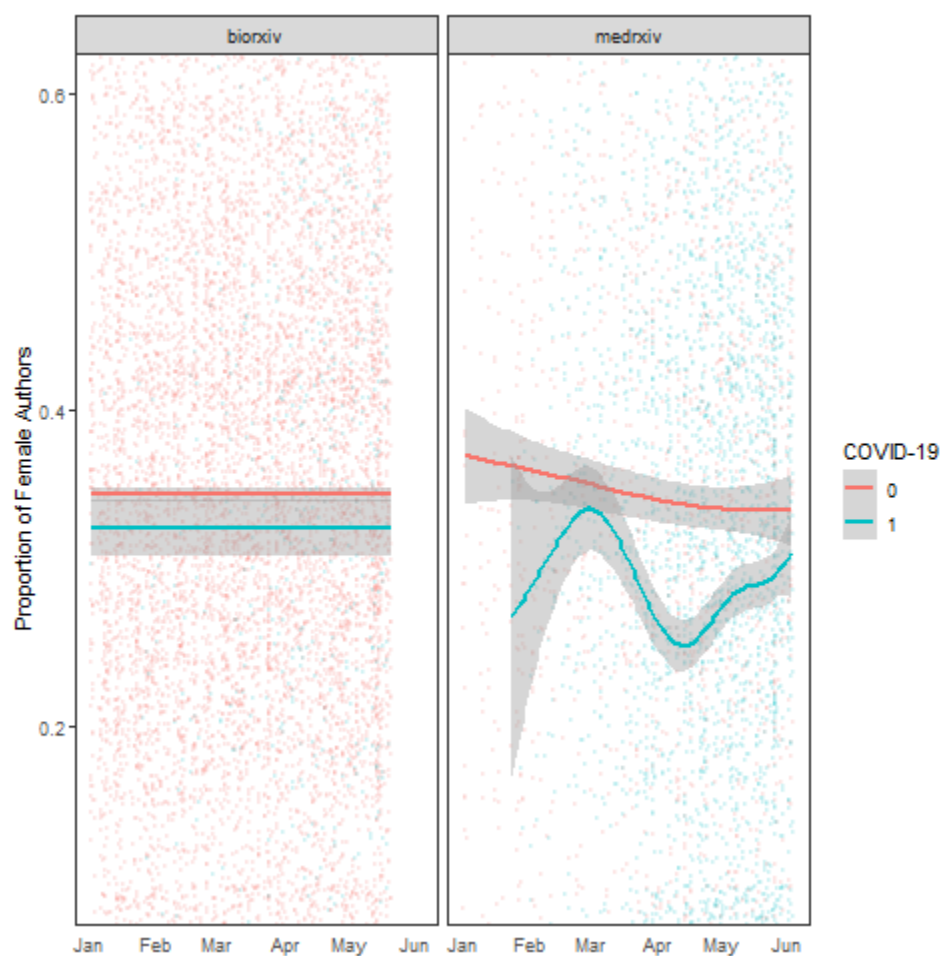 biorxiv medrxiv
0.6
0.4
0.2
Proportion of Female Authors
COVID-19
0
1
Jan Feb Mar Apr May Jun Jan Feb Mar Apr May Jun